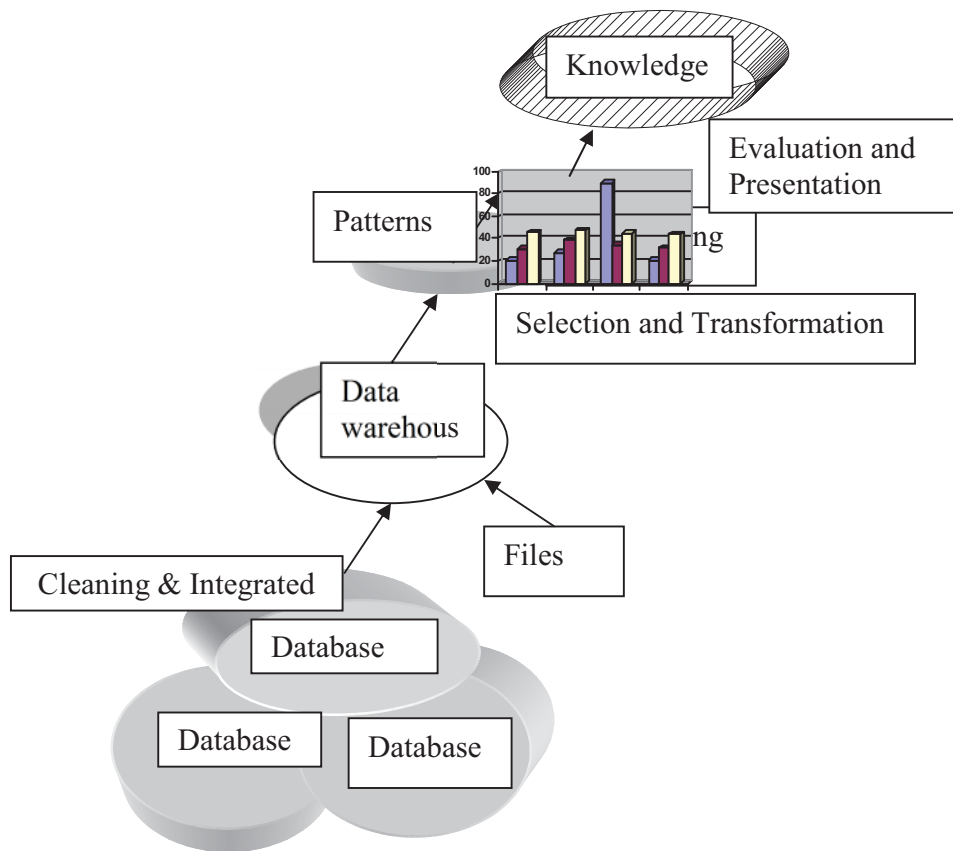 Knowledge
Evaluation and
Presentation
Patterns
100
80
60
40
20
0
ng
Selection and Transformation
Data
warehous
Files
Cleaning & Integrated
Database
Database
Database